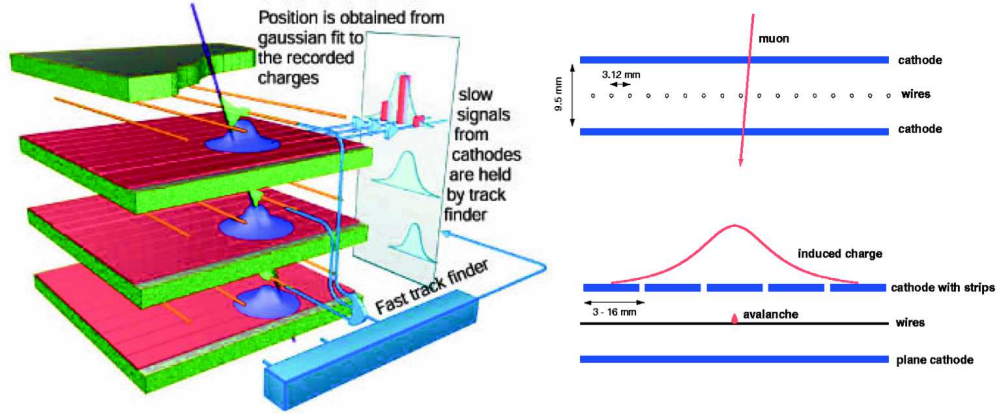 Position is obtained from
gaussian fit to
the recorded
charges
slow
signals
from
cathodes
are held
by track
finder
Fast track finder
muon
cathode
3.12 mm
9.5 mm
wires
cathode
induced charge
cathode with strips
3 - 16 mm
avalanche
wires
plane cathode